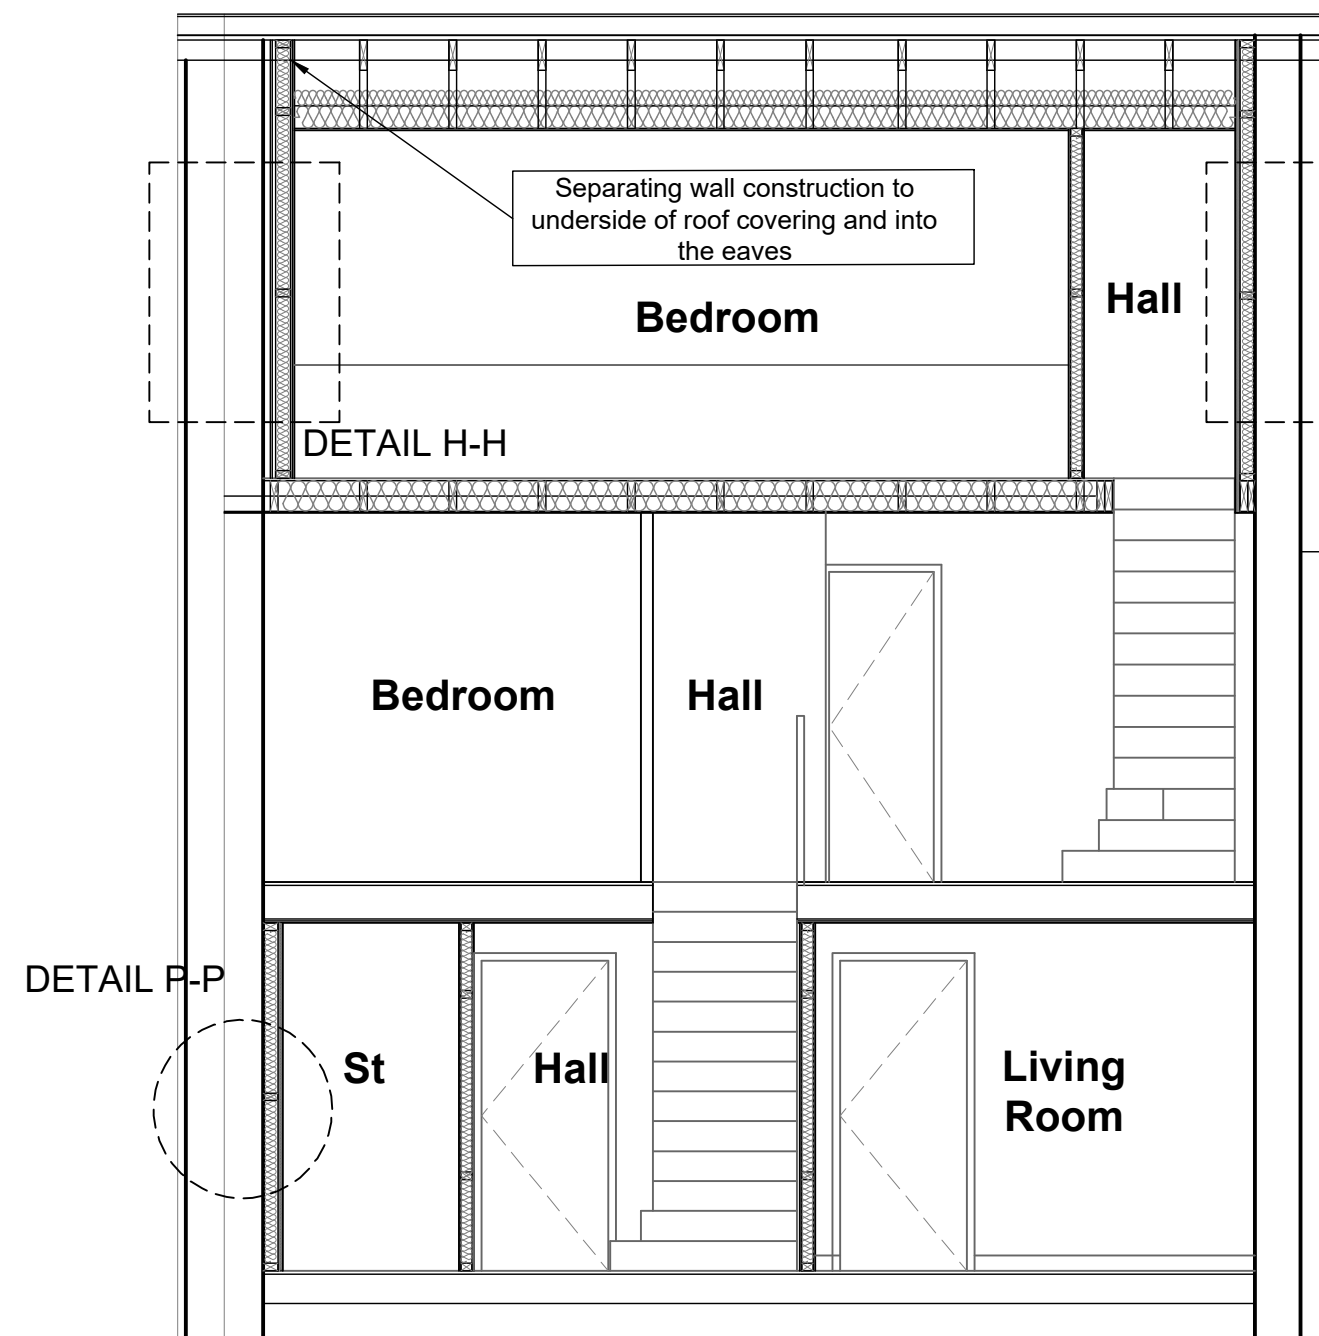 Separating wall construction to
underside of roof covering and into
the eaves
Bedroom
Hall
DETAIL H-H
Bedroom
Hall
DETAIL P-P
St
Hall
Living
Room